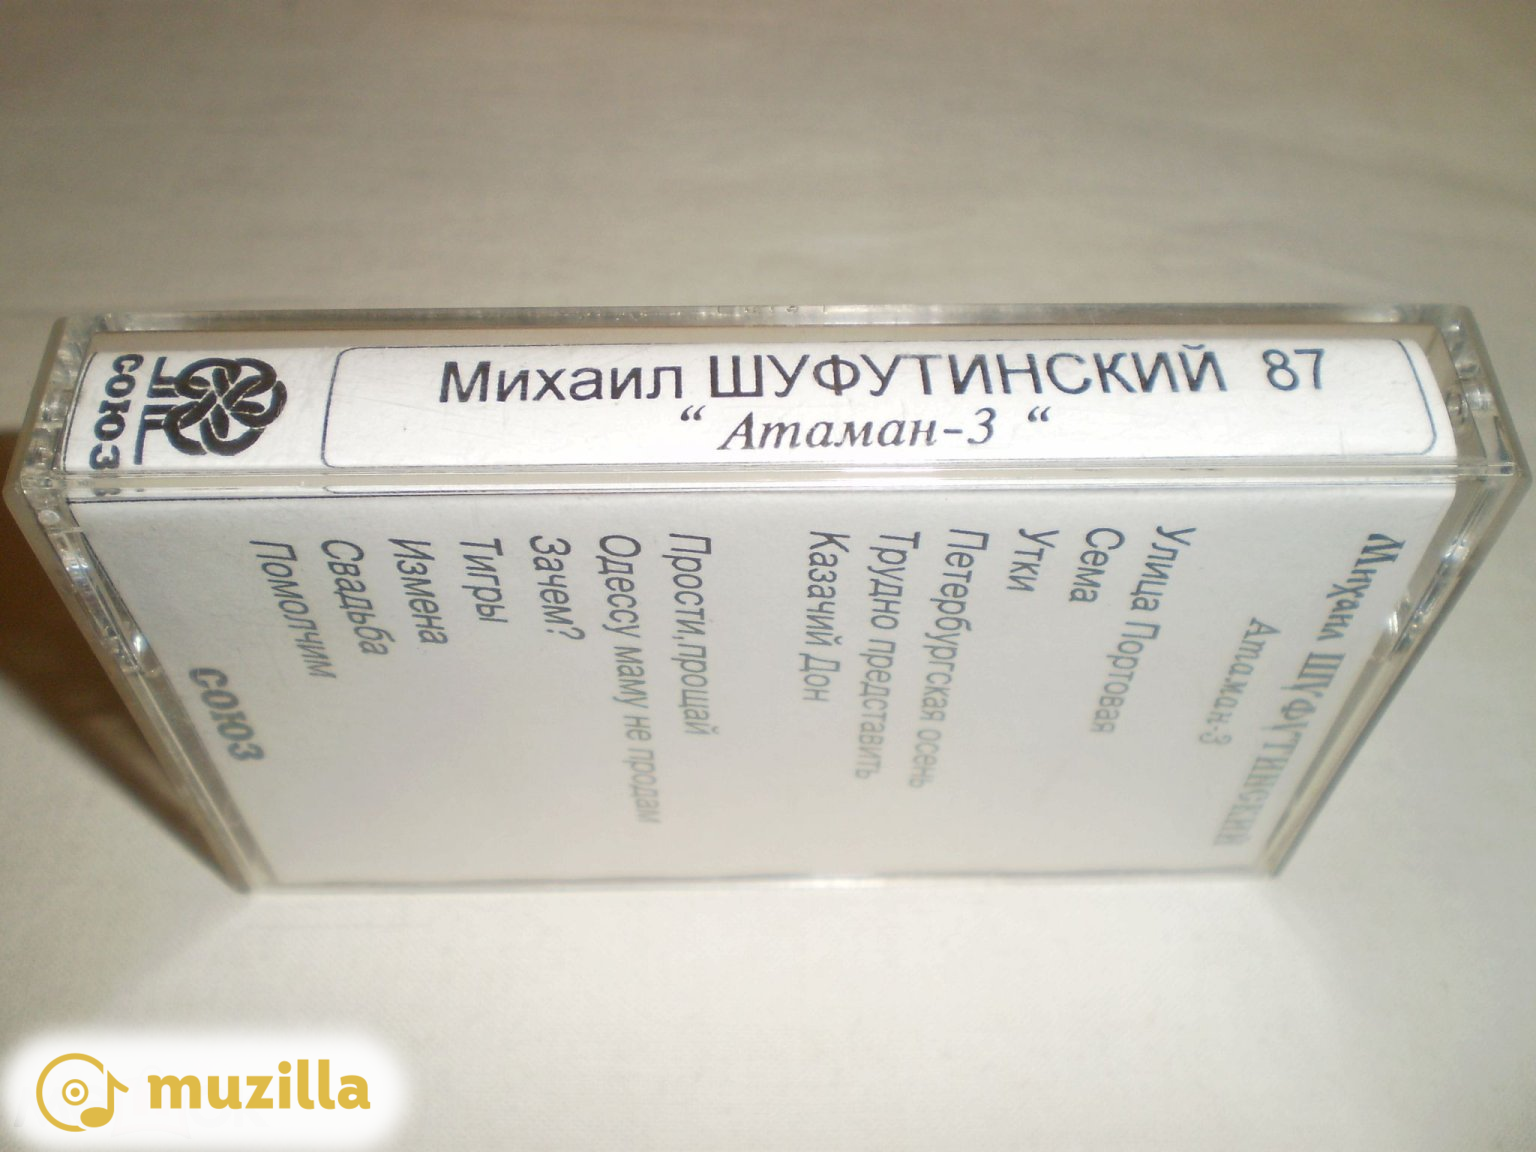 СОЮЗ
Михаил ШУФУТИНСКИЙ 87
“ Атаман-3 “
Михаил ШУФУТИНСКИЙ
Атаман-3
Улица Портовая
Сема
Утки
Петербургская осень
Трудно представить
Казачий Дон
Прости,прощай
Одессу маму не продам
Зачем?
Тигры
Измена
Свадьба
Помолчим
СОЮЗ
muzilla